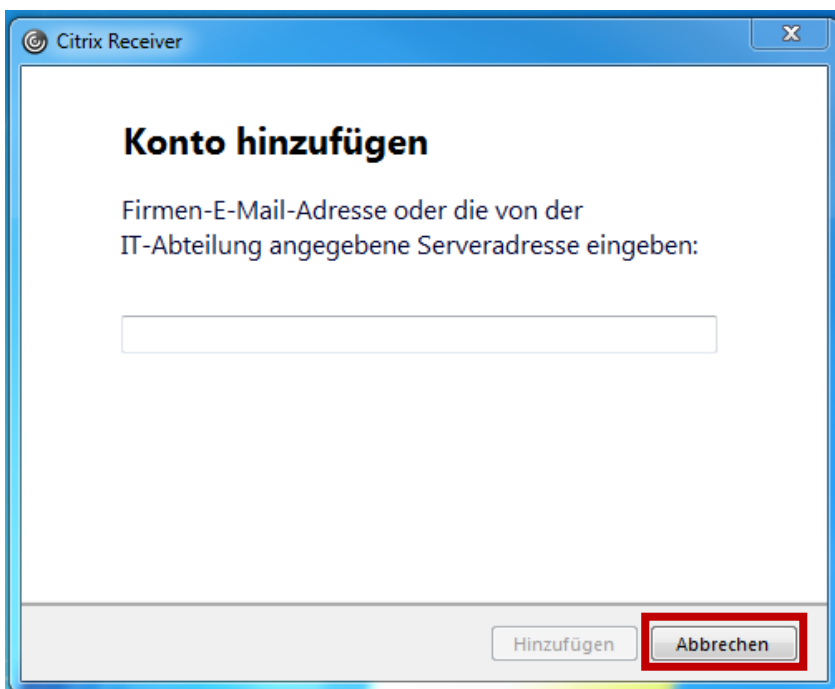 Citrix Receiver
Konto hinzufügen
Firmen-E-Mail-Adresse oder die von der
IT-Abteilung angegebene Serveradresse eingeben:
Hinzufügen
Abbrechen